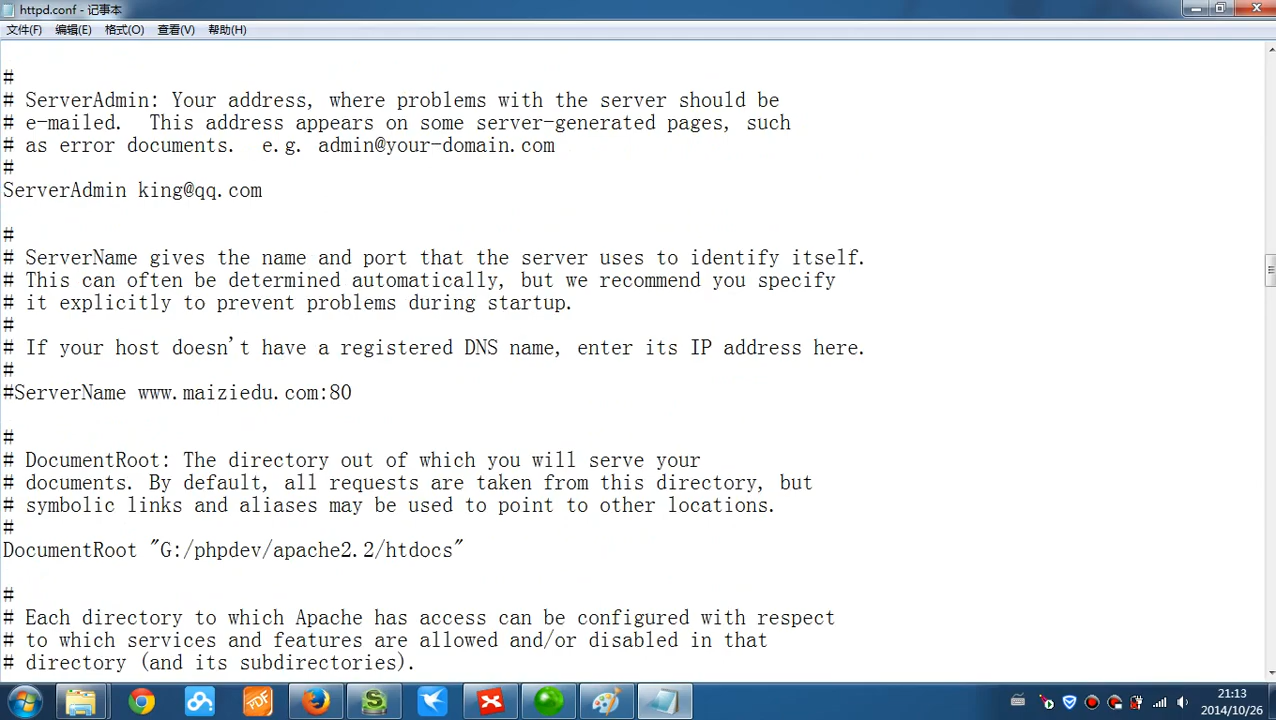 httpd.conf - 记事本
文件(F) 编辑(E) 格式(O) 查看(V) 帮助(H)
#
# ServerAdmin: Your address, where problems with the server should be
# e-mailed.  This address appears on some server-generated pages, such
# as error documents.  e.g. admin@your-domain.com
#
ServerAdmin king@qq.com
#
# ServerName gives the name and port that the server uses to identify itself.
# This can often be determined automatically, but we recommend you specify
# it explicitly to prevent problems during startup.
#
# If your host doesn't have a registered DNS name, enter its IP address here.
#
#ServerName www.maiziedu.com:80
#
# DocumentRoot: The directory out of which you will serve your
# documents. By default, all requests are taken from this directory, but
# symbolic links and aliases may be used to point to other locations.
#
DocumentRoot "G:/phpdev/apache2.2/htdocs"
#
# Each directory to which Apache has access can be configured with respect
# to which services and features are allowed and/or disabled in that
# directory (and its subdirectories).
PDF
21:13
2014/10/26